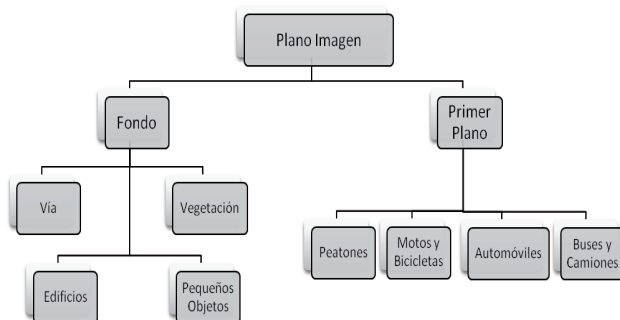 Plano Imagen
Fondo
Primer
Plano
Vía
Vegetación
Edificios
Pequeños
Objetos
Peatones
Motos y
Bicicletas
Automóviles
Buses y
Camiones